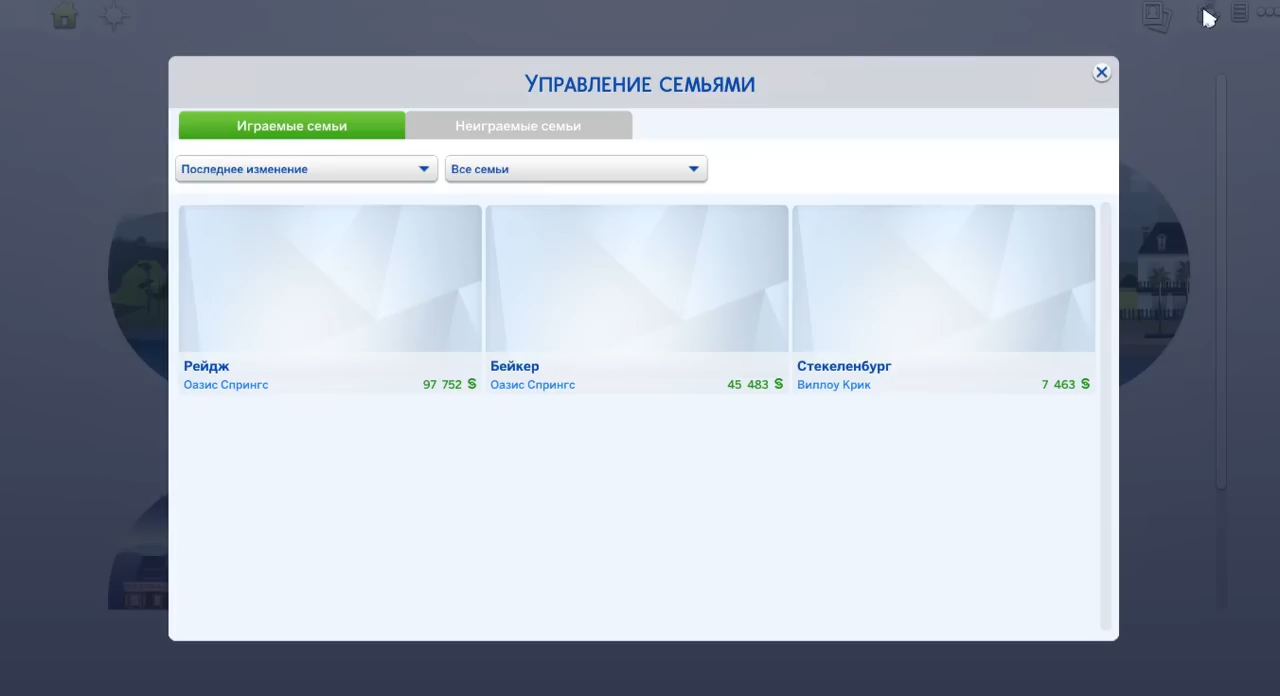 Управление семьями
Играемые семьи
Неиграемые семьи
Последнее изменение
Все семьи
Рейдж
Оазис Спрингс
97 752 $
Бейкер
Оазис Спрингс
45 483 $
Стекеленбург
Виллоу Крик
7 463 $